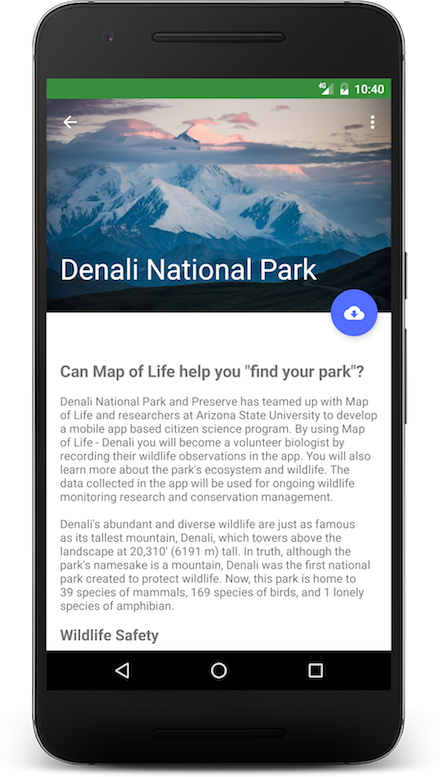 4G 10:40
Denali National Park
Can Map of Life help you "find your park"?
Denali National Park and Preserve has teamed up with Map
of Life and researchers at Arizona State University to develop
a mobile app based citizen science program. By using Map
of Life - Denali you will become a volunteer biologist by
recording their wildlife observations in the app. You will also
learn more about the park's ecosystem and wildlife. The
data collected in the app will be used for ongoing wildlife
monitoring research and conservation management.
Denali's abundant and diverse wildlife are just as famous
as its tallest mountain, Denali, which towers above the
landscape at 20,310' (6191 m) tall. In truth, although the
park's namesake is a mountain, Denali was the first national
park created to protect wildlife. Now, this park is home to
39 species of mammals, 169 species of birds, and 1 lonely
species of amphibian.
Wildlife Safety